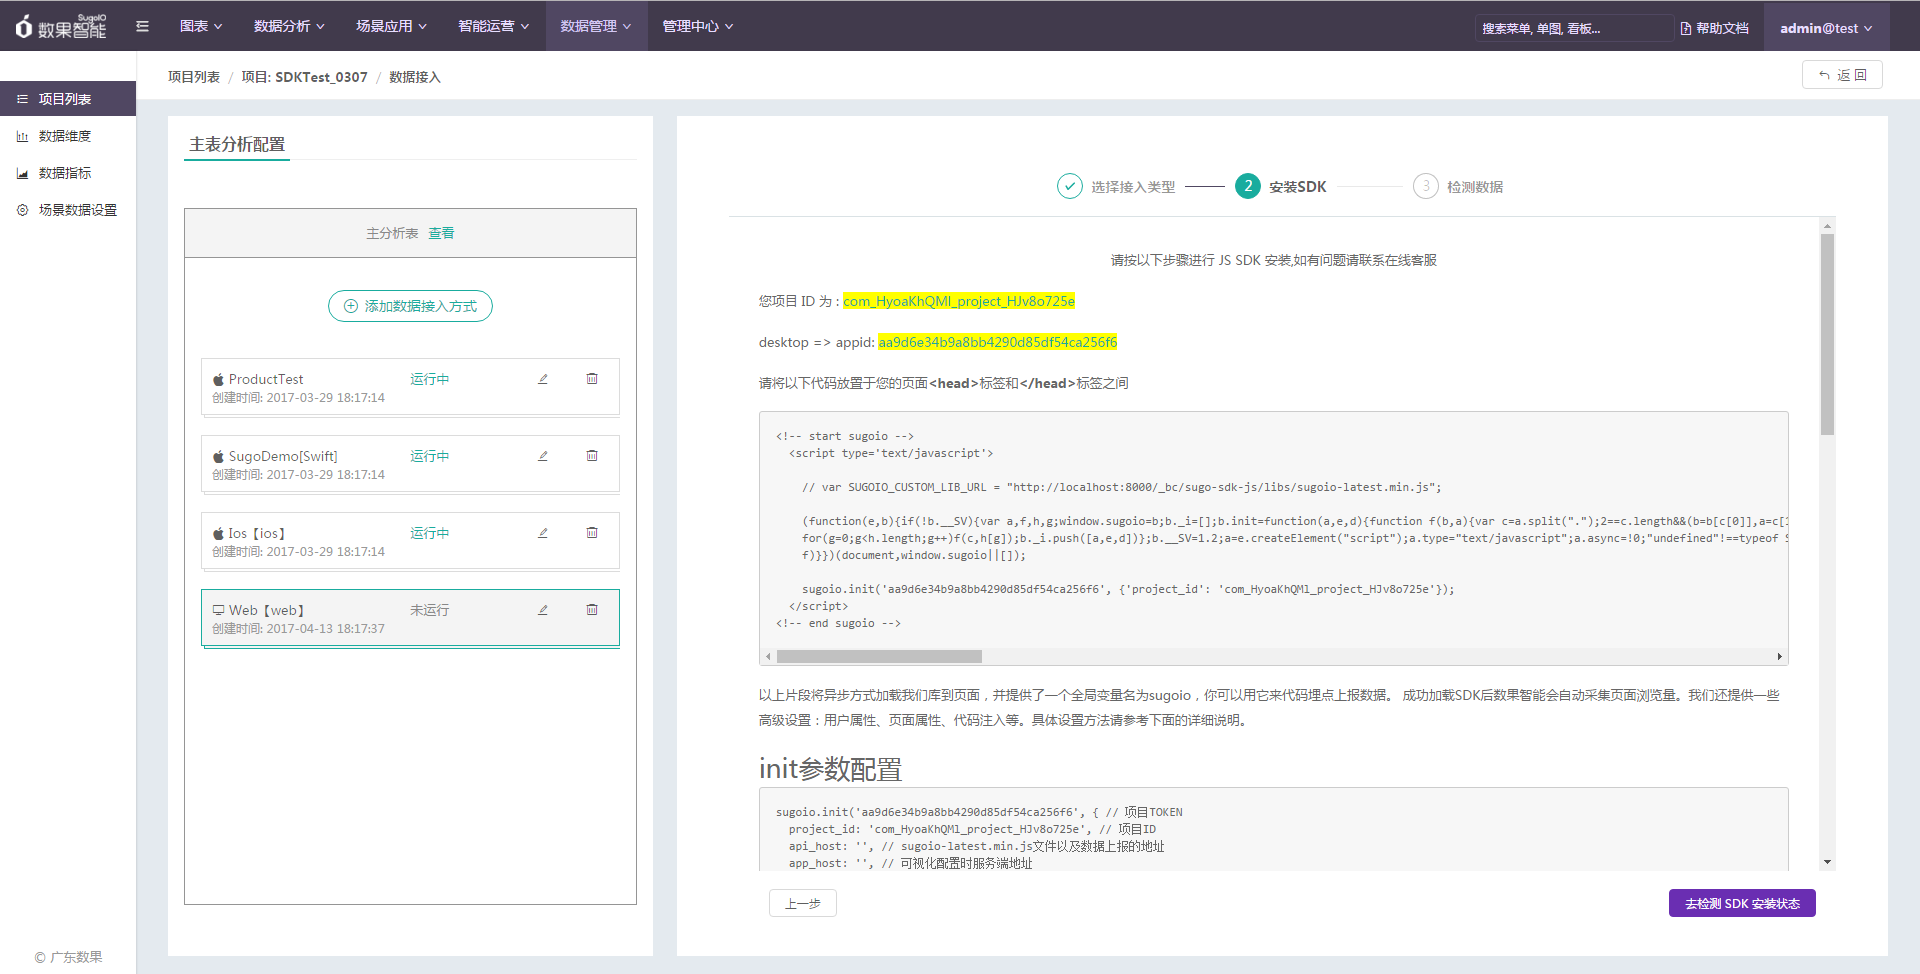 SugoIO
数果智能
图表
数据分析
场景应用
智能运营
数据管理
管理中心
搜索菜单, 单图, 看板...
帮助文档
admin@test
项目列表 / 项目: SDKTest_0307 / 数据接入
返 回
项目列表
数据维度
数据指标
场景数据设置
© 广东数果
主表分析配置
主分析表 查看
添加数据接入方式
ProductTest 运行中
创建时间: 2017-03-29 18:17:14
SugoDemo[Swift] 运行中
创建时间: 2017-03-29 18:17:14
Ios【ios】 运行中
创建时间: 2017-03-29 18:17:14
Web【web】 未运行
创建时间: 2017-04-13 18:17:37
选择接入类型
2 安装SDK
3 检测数据
请按以下步骤进行 JS SDK 安装,如有问题请联系在线客服
您项目 ID 为 : com_HyoaKhQMl_project_HJv8o725e
desktop => appid: aa9d6e34b9a8bb4290d85df54ca256f6
请将以下代码放置于您的页面<head>标签和</head>标签之间
<!-- start sugoio -->
<script type='text/javascript'>
// var SUGOIO_CUSTOM_LIB_URL = "http://localhost:8000/_bc/sugo-sdk-js/libs/sugoio-latest.min.js";
(function(e,b){if(!b.__SV){var a,f,h,g;window.sugoio=b;b._i=[];b.init=function(a,e,d){function f(b,a){var c=a.split(".");2==c.length&&(b=b[c[0]],a=c[
for(g=0;g<h.length;g++)f(c,h[g]);b._i.push([a,e,d])};b.__SV=1.2;a=e.createElement("script");a.type="text/javascript";a.async=!0;"undefined"!==typeof
f)}})(document,window.sugoio||[]);
sugoio.init('aa9d6e34b9a8bb4290d85df54ca256f6', {'project_id': 'com_HyoaKhQMl_project_HJv8o725e'});
</script>
<!-- end sugoio -->
以上片段将异步方式加载我们库到页面，并提供了一个全局变量名为sugoio，你可以用它来代码埋点上报数据。 成功加载SDK后数果智能会自动采集页面浏览量。我们还提供一些
高级设置：用户属性、页面属性、代码注入等。具体设置方法请参考下面的详细说明。
init参数配置
sugoio.init('aa9d6e34b9a8bb4290d85df54ca256f6', { // 项目TOKEN
project_id: 'com_HyoaKhQMl_project_HJv8o725e', // 项目ID
api_host: '', // sugoio-latest.min.js文件以及数据上报的地址
app_host: '', // 可视化配置时服务端地址
上一步
去检测 SDK 安装状态